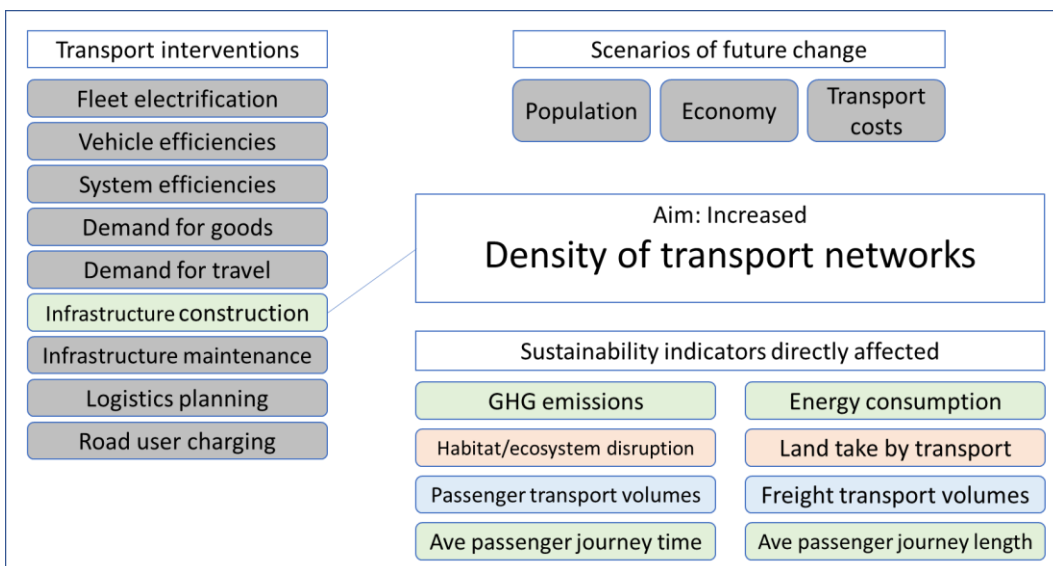 Transport interventions
Fleet electrification
Vehicle efficiencies
System efficiencies
Demand for goods
Demand for travel
Infrastructure construction
Infrastructure maintenance
Logistics planning
Road user charging
Scenarios of future change
Population
Economy
Transport
costs
Aim: Increased
Density of transport networks
Sustainability indicators directly affected
GHG emissions
Energy consumption
Habitat/ecosystem disruption
Land take by transport
Passenger transport volumes
Freight transport volumes
Ave passenger journey time
Ave passenger journey length